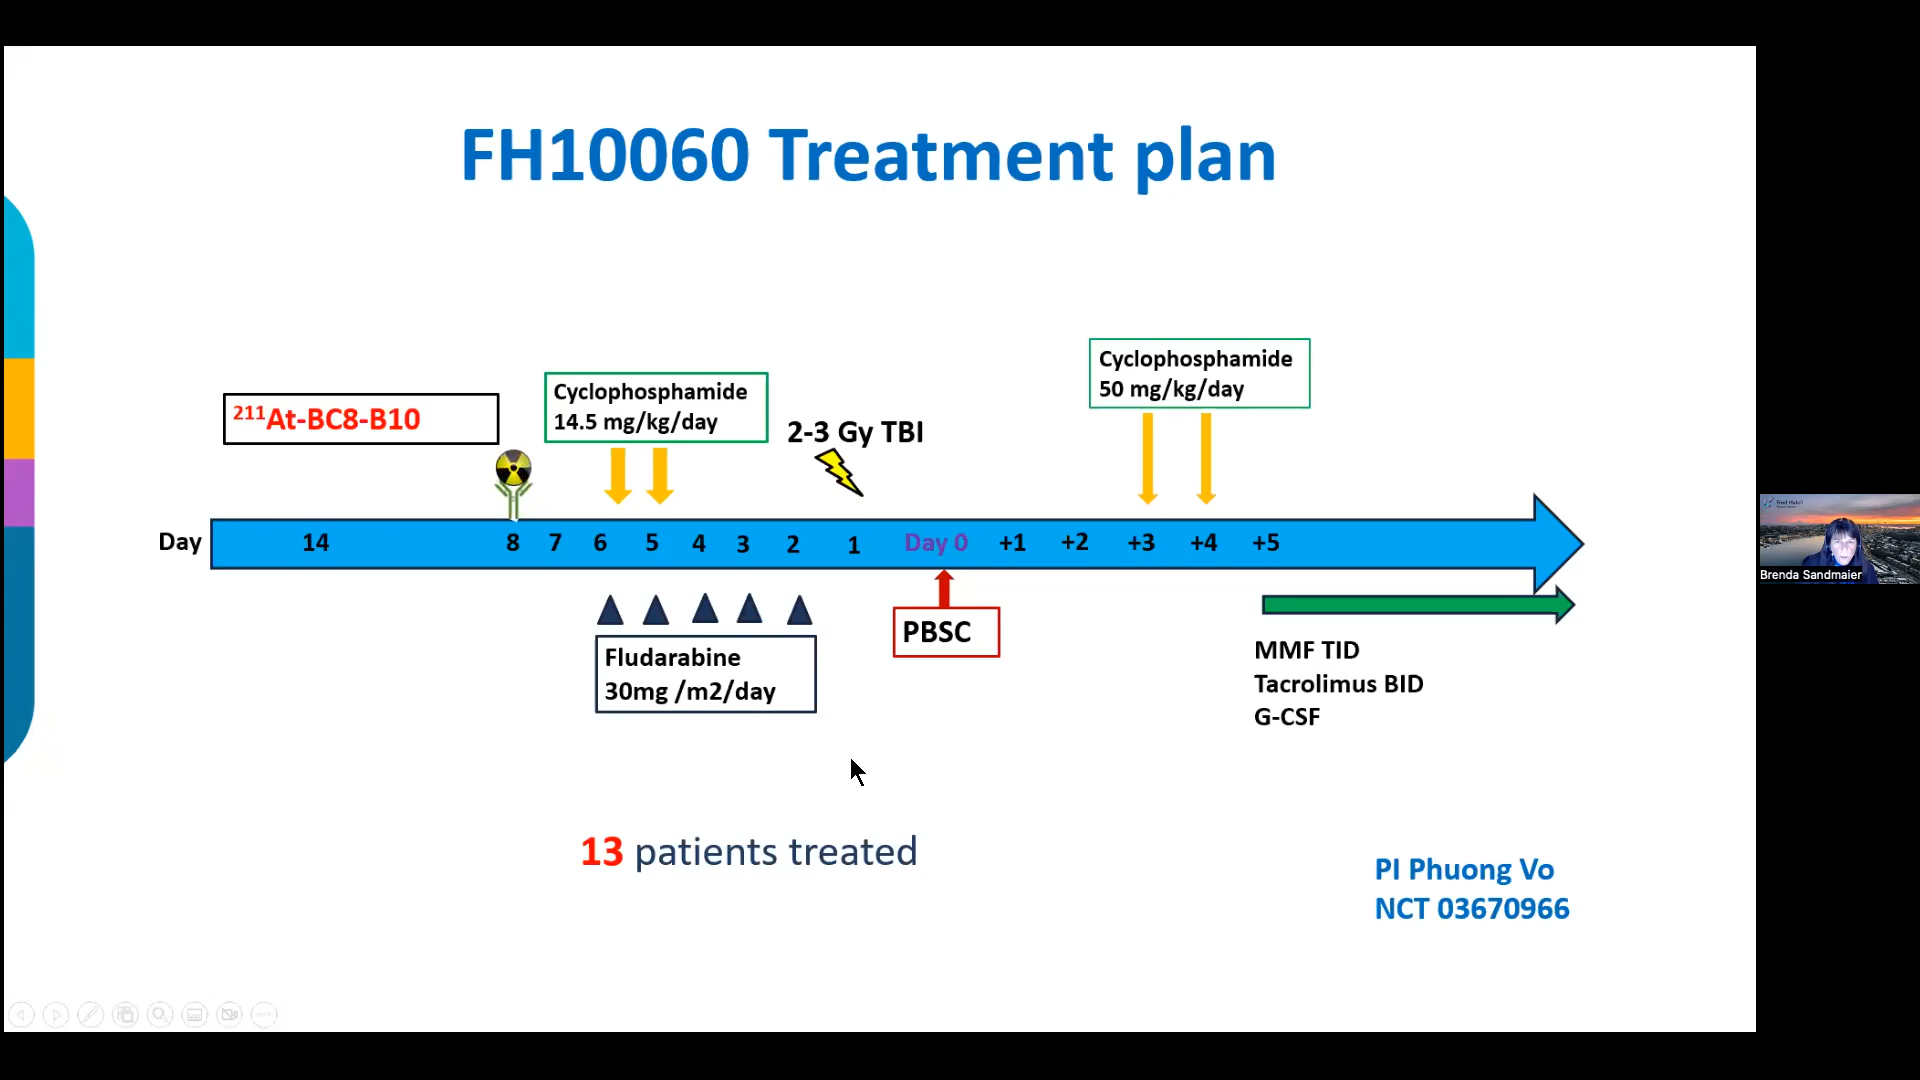 FH10060 Treatment plan
²¹¹At-BC8-B10
Cyclophosphamide
14.5 mg/kg/day
2-3 Gy TBI
Cyclophosphamide
50 mg/kg/day
Day 14 8 7 6 5 4 3 2 1 Day 0 +1 +2 +3 +4 +5
Fludarabine
30mg /m2/day
PBSC
MMF TID
Tacrolimus BID
G-CSF
13 patients treated
PI Phuong Vo
NCT 03670966
Fred Hutch
Brenda Sandmaier